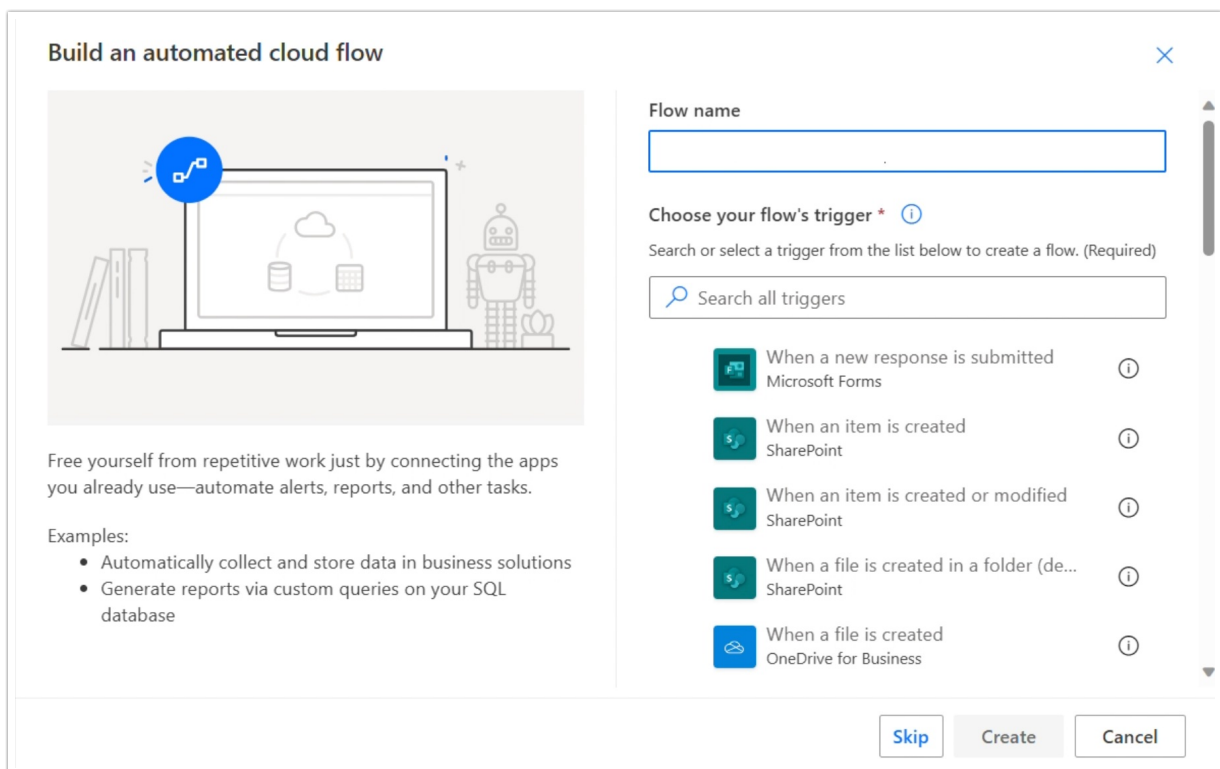 Build an automated cloud flow
Free yourself from repetitive work just by connecting the apps
you already use—automate alerts, reports, and other tasks.
Examples:
• Automatically collect and store data in business solutions
• Generate reports via custom queries on your SQL
database
Flow name
Choose your flow's trigger *
Search or select a trigger from the list below to create a flow. (Required)
Search all triggers
When a new response is submitted
Microsoft Forms
When an item is created
SharePoint
When an item is created or modified
SharePoint
When a file is created in a folder (de...
SharePoint
When a file is created
OneDrive for Business
Skip
Create
Cancel